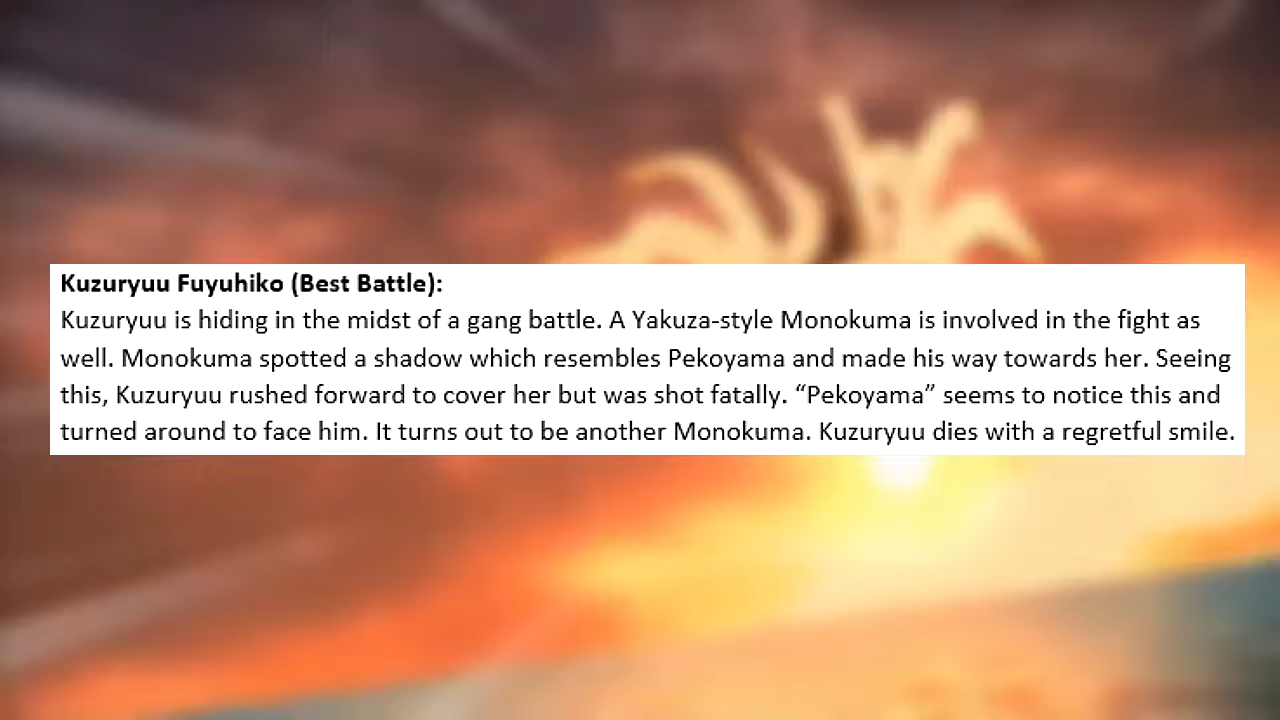 Kuzuryuu Fuyuhiko (Best Battle):
Kuzuryuu is hiding in the midst of a gang battle. A Yakuza-style Monokuma is involved in the fight as
well. Monokuma spotted a shadow which resembles Pekoyama and made his way towards her. Seeing
this, Kuzuryuu rushed forward to cover her but was shot fatally. “Pekoyama” seems to notice this and
turned around to face him. It turns out to be another Monokuma. Kuzuryuu dies with a regretful smile.